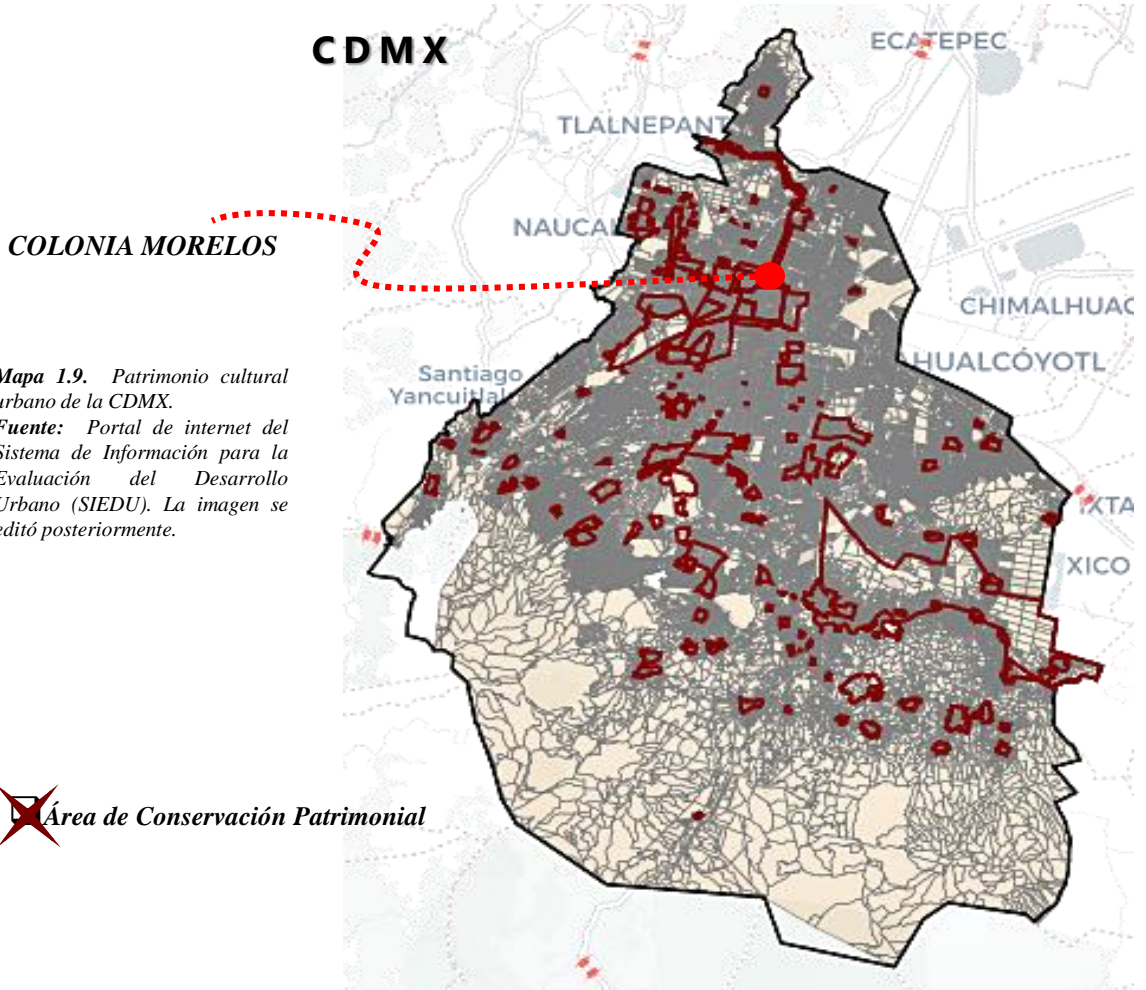 CDMX
ECATEPEC
TLALNEPANT
NAUCAL
COLONIA MORELOS
CHIMALHUAC
HUALCÓYOTL
Santiago
Yancuitlal
Mapa 1.9. Patrimonio cultural
urbano de la CDMX.
Fuente: Portal de internet del
Sistema de Información para la
Evaluación del Desarrollo
Urbano (SIEDU). La imagen se
editó posteriormente.
IXTA
XICO
Área de Conservación Patrimonial